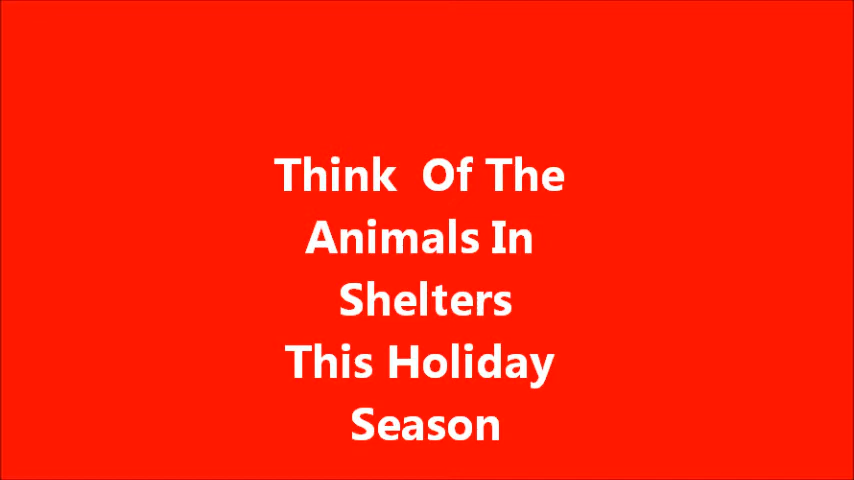 Think  Of The
Animals In
Shelters
This Holiday
Season